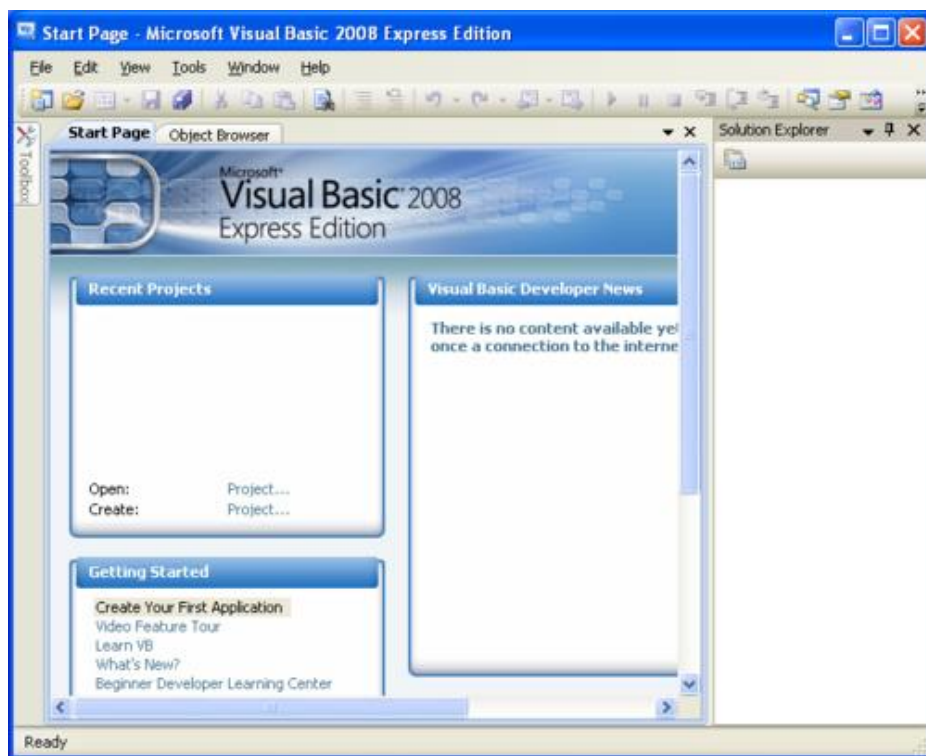 Start Page - Microsoft Visual Basic 2008 Express Edition
File Edit View Tools Window Help
Toolbox
Start Page Object Browser
Solution Explorer
Microsoft®
Visual Basic® 2008
Express Edition
Recent Projects
Open: Project...
Create: Project...
Getting Started
Create Your First Application
Video Feature Tour
Learn VB
What's New?
Beginner Developer Learning Center
Visual Basic Developer News
There is no content available yet
once a connection to the interne
Ready